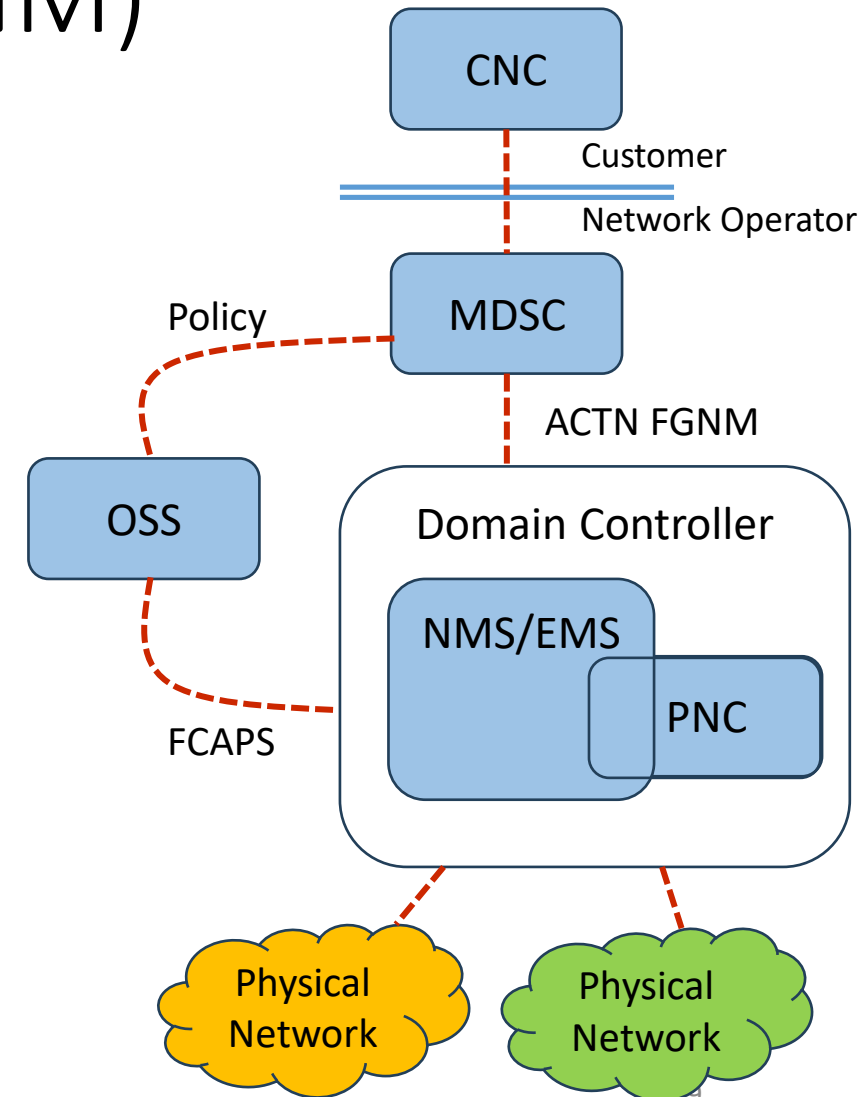 CNC
Customer
Network Operator
Policy
MDSC
ACTN FGNM
OSS
Domain Controller
NMS/EMS
PNC
FCAPS
Physical
Network
Physical
Network